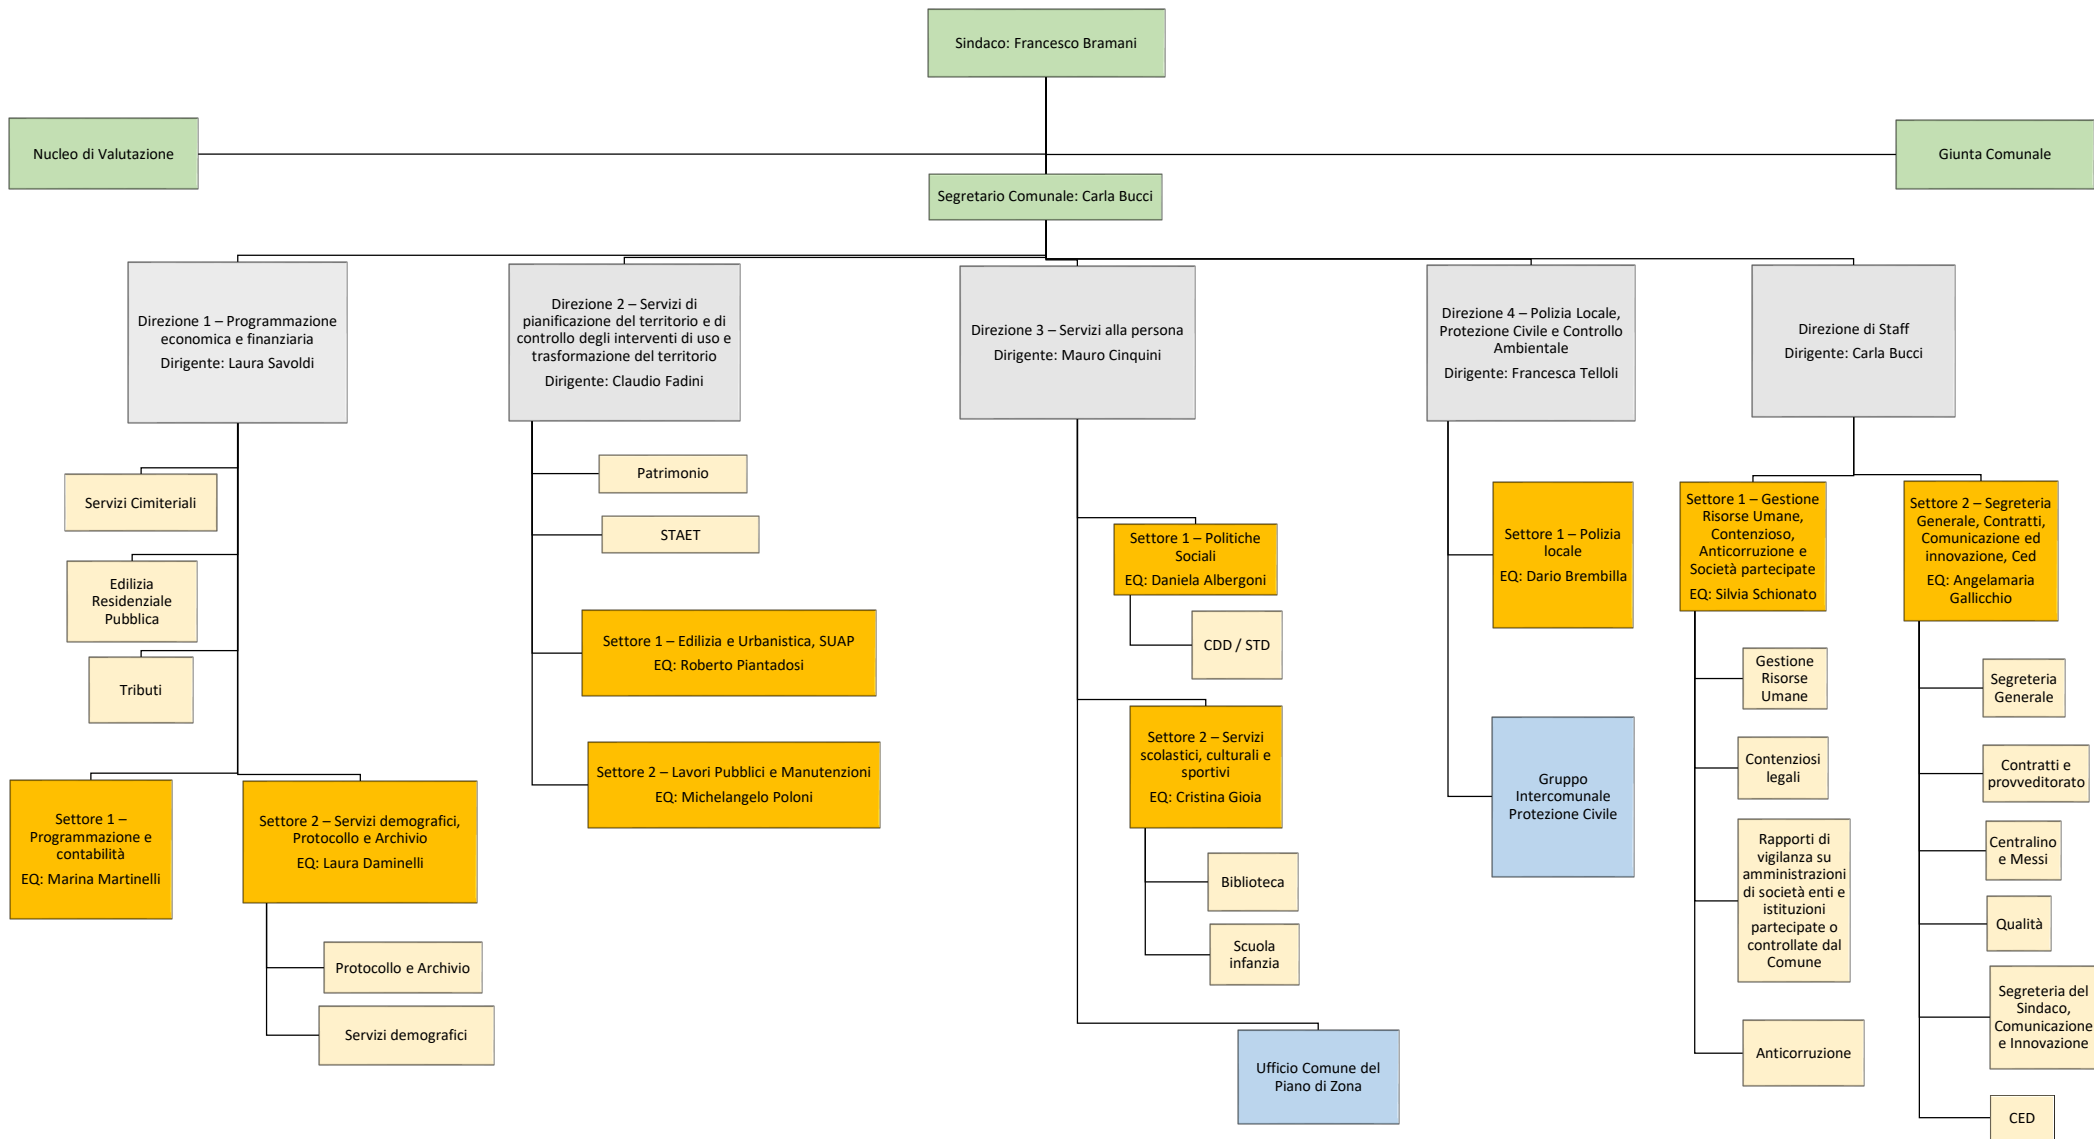 Sindaco: Francesco Bramani
Nucleo di Valutazione
Giunta Comunale
Segretario Comunale: Carla Bucci
Direzione 1 – Programmazione
economica e finanziaria
Dirigente: Laura Savoldi
Direzione 2 – Servizi di
pianificazione del territorio e di
controllo degli interventi di uso e
trasformazione del territorio
Dirigente: Claudio Fadini
Direzione 3 – Servizi alla persona
Dirigente: Mauro Cinquini
Direzione 4 – Polizia Locale,
Protezione Civile e Controllo
Ambientale
Dirigente: Francesca Telloli
Direzione di Staff
Dirigente: Carla Bucci
Servizi Cimiteriali
Edilizia
Residenziale
Pubblica
Tributi
Settore 1 –
Programmazione e
contabilità
EQ: Marina Martinelli
Settore 2 – Servizi demografici,
Protocollo e Archivio
EQ: Laura Daminelli
Protocollo e Archivio
Servizi demografici
Patrimonio
STAET
Settore 1 – Edilizia e Urbanistica, SUAP
EQ: Roberto Piantadosi
Settore 2 – Lavori Pubblici e Manutenzioni
EQ: Michelangelo Poloni
Settore 1 – Politiche
Sociali
EQ: Daniela Albergoni
CDD / STD
Settore 2 – Servizi
scolastici, culturali e
sportivi
EQ: Cristina Gioia
Biblioteca
Scuola
infanzia
Ufficio Comune del
Piano di Zona
Settore 1 – Polizia
locale
EQ: Dario Brembilla
Gruppo
Intercomunale
Protezione Civile
Settore 1 – Gestione
Risorse Umane,
Contenzioso,
Anticorruzione e
Società partecipate
EQ: Silvia Schionato
Gestione
Risorse
Umane
Contenziosi
legali
Rapporti di
vigilanza su
amministrazioni
di società enti e
istituzioni
partecipate o
controllate dal
Comune
Anticorruzione
Settore 2 – Segreteria
Generale, Contratti,
Comunicazione ed
innovazione, Ced
EQ: Angelamaria
Gallicchio
Segreteria
Generale
Contratti e
provveditorato
Centralino
e Messi
Qualità
Segreteria del
Sindaco,
Comunicazione
e Innovazione
CED